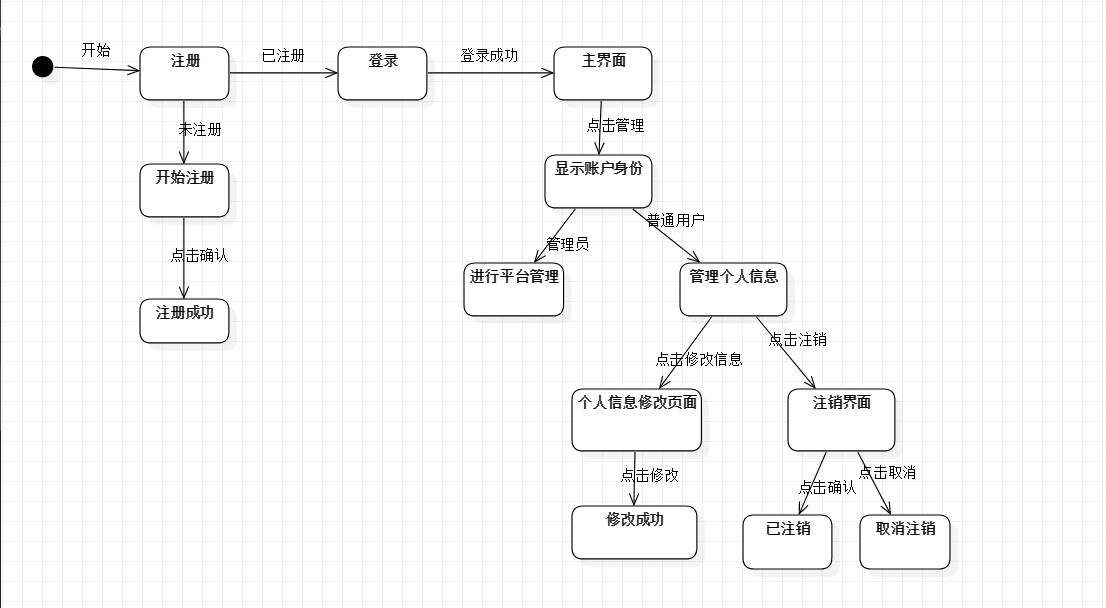 开始
注册
已注册
登录
登录成功
主界面
未注册
点击管理
开始注册
显示账户身份
点击确认
管理员
普通用户
注册成功
进行平台管理
管理个人信息
点击修改信息
点击注销
个人信息修改页面
注销界面
点击修改
点击确认
点击取消
修改成功
已注销
取消注销